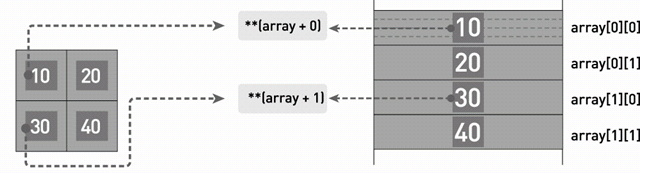 10 20
30 40
**(array + 0)
**(array + 1)
10 array[0][0]
20 array[0][1]
30 array[1][0]
40 array[1][1]